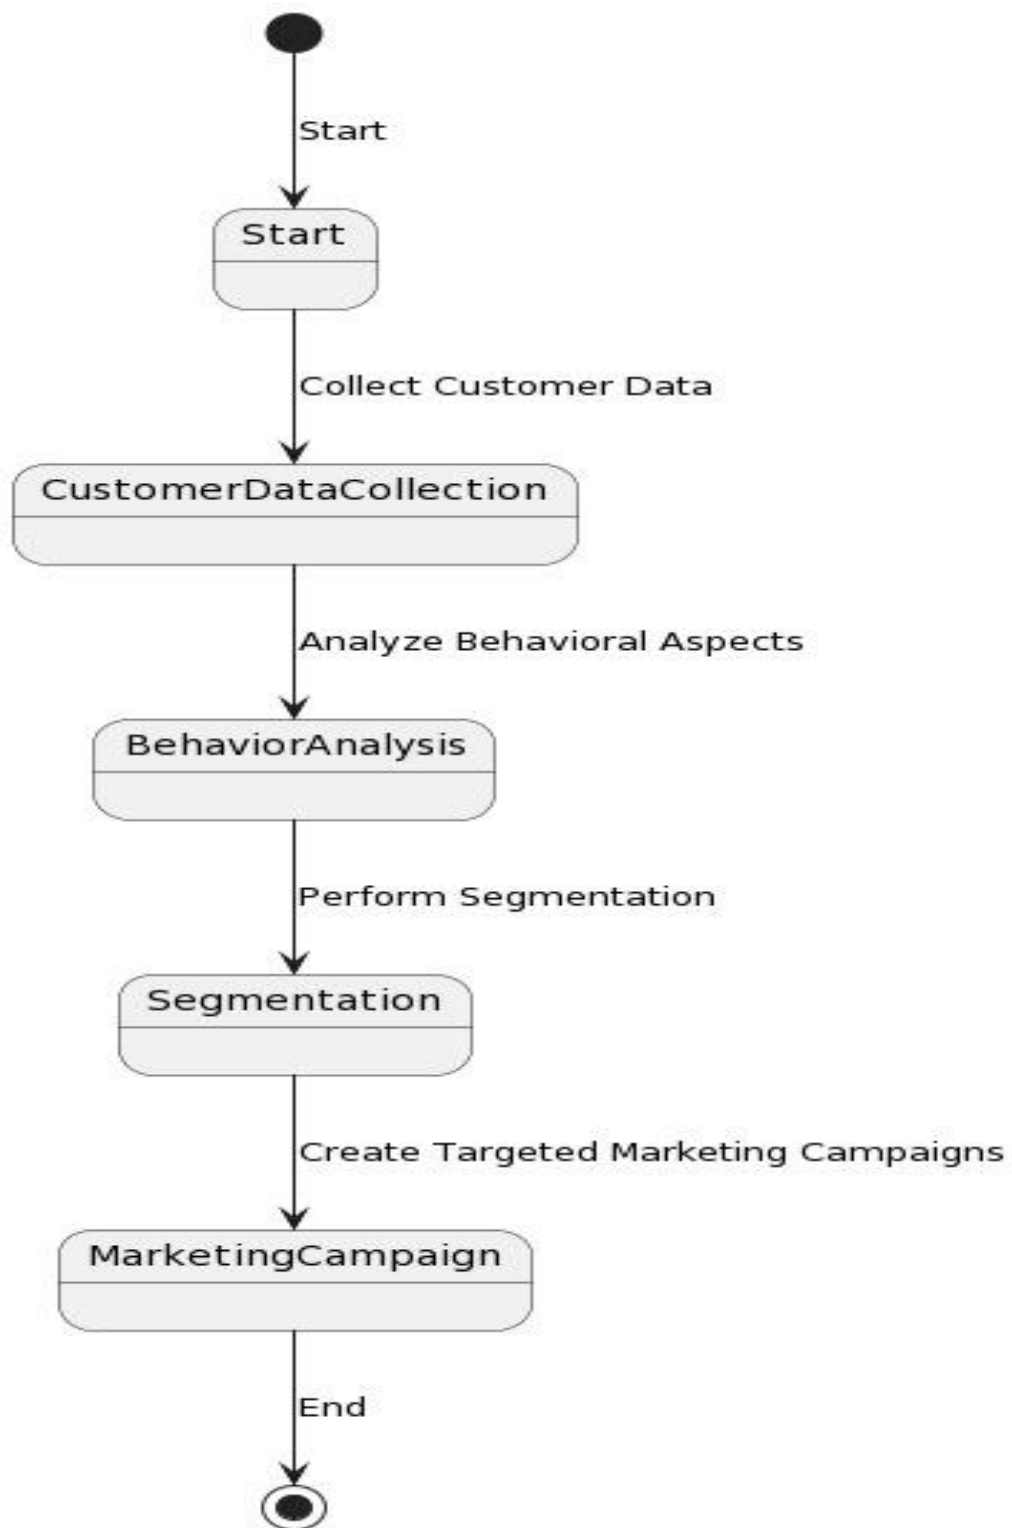 Start
Start
Collect Customer Data
CustomerDataCollection
Analyze Behavioral Aspects
BehaviorAnalysis
Perform Segmentation
Segmentation
Create Targeted Marketing Campaigns
MarketingCampaign
End